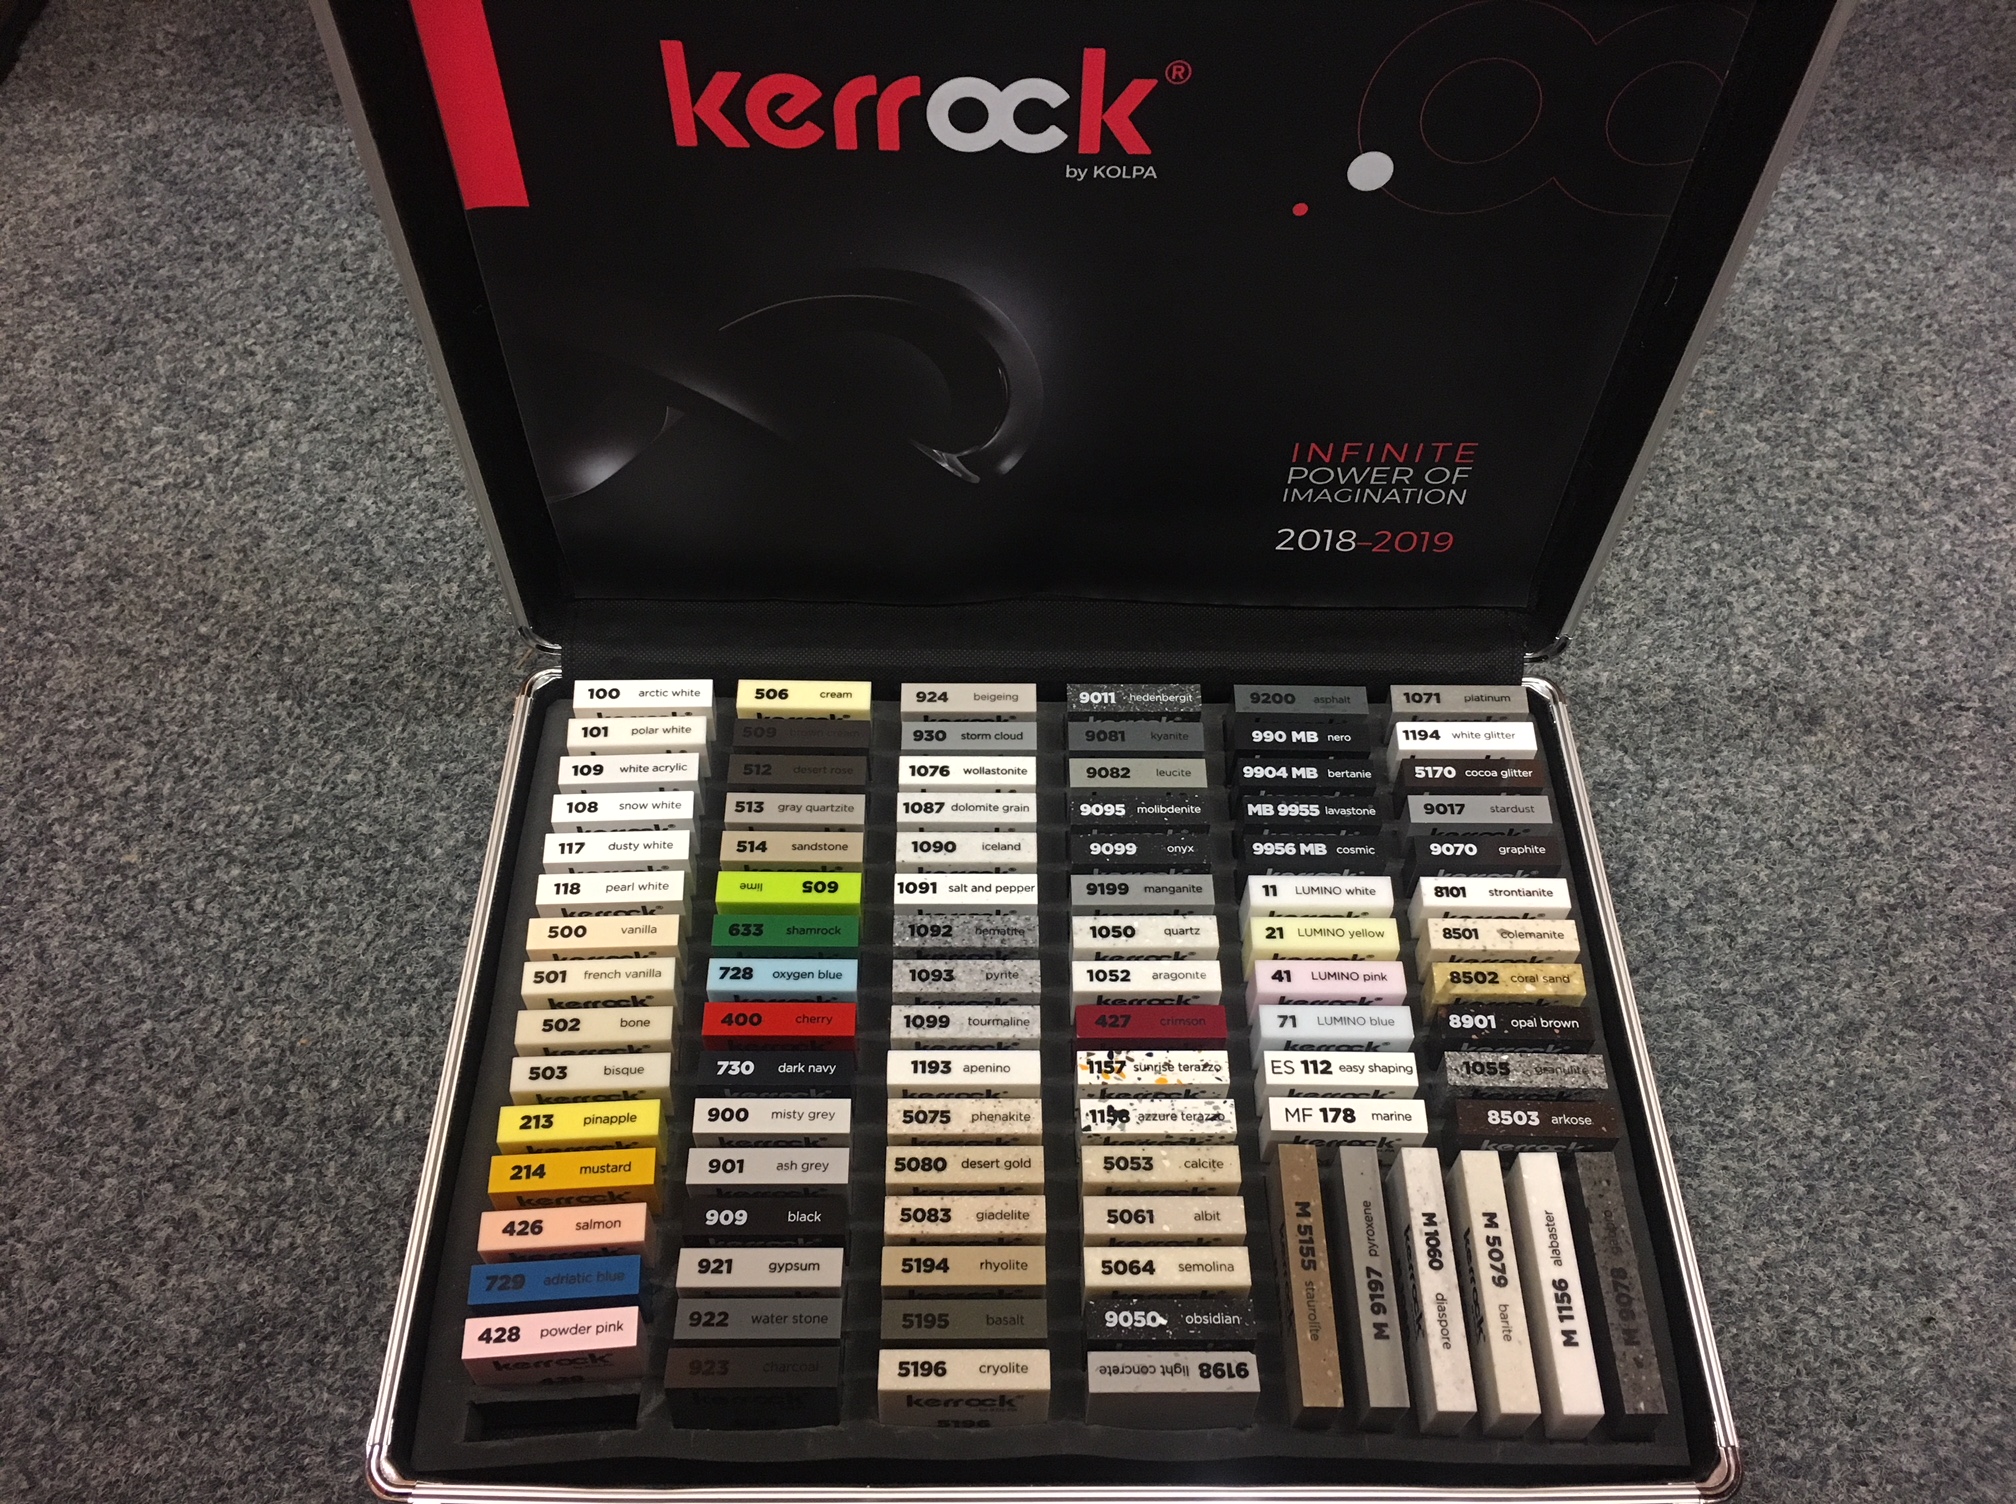 kerrock®
by KOLPA
INFINITE
POWER OF
IMAGINATION
2018–2019
100 arctic white
101 polar white
109 white acrylic
108 snow white
117 dusty white
118 pearl white
500 vanilla
501 french vanilla
kerrock
502 bone
503 bisque
213 pinapple
214 mustard
kerrock
426 salmon
729 adriatic blue
428 powder pink
kerrock
506 cream
509
512 desert rose
513 gray quartzite
514 sandstone
605 lime
633 shamrock
728 oxygen blue
400 cherry
730 dark navy
900 misty grey
901 ash grey
909 black
921 gypsum
922 water stone
923 charcoal
924 beigeing
930 storm cloud
1076 wollastonite
1087 dolomite grain
1090 iceland
1091 salt and pepper
1092 hematite
1093 pyrite
1099 tourmaline
1193 apenino
5075 phenakite
5080 desert gold
5083 giadelite
5194 rhyolite
5195 basalt
5196 cryolite
kerrock
5196
9011 hedenbergit
9081 kyanite
9082 leucite
9095 molibdenite
9099 onyx
9199 manganite
1050 quartz
1052 aragonite
kerrock
427 crimson
1157 sunrise terazzo
1158 azzure terazzo
5053 calcite
5061 albit
5064 semolina
9050 obsidian
9198 light concrete
9200 asphalt
990 MB nero
9904 MB bertanie
MB 9955 lavastone
9956 MB cosmic
11 LUMINO white
21 LUMINO yellow
41 LUMINO pink
71 LUMINO blue
ES 112 easy shaping
MF 178 marine
kerrock
1071 platinum
1194 white glitter
5170 cocoa glitter
9017 stardust
9070 graphite
8101 strontianite
8501 colemanite
8502 coral sand
8901 opal brown
1055 granulite
8503 arkose
kerrock
M 5155 staurolite
M 9197 pyroxene
M 1060 diaspore
M 5079 barite
M 1156 alabaster
M 9078